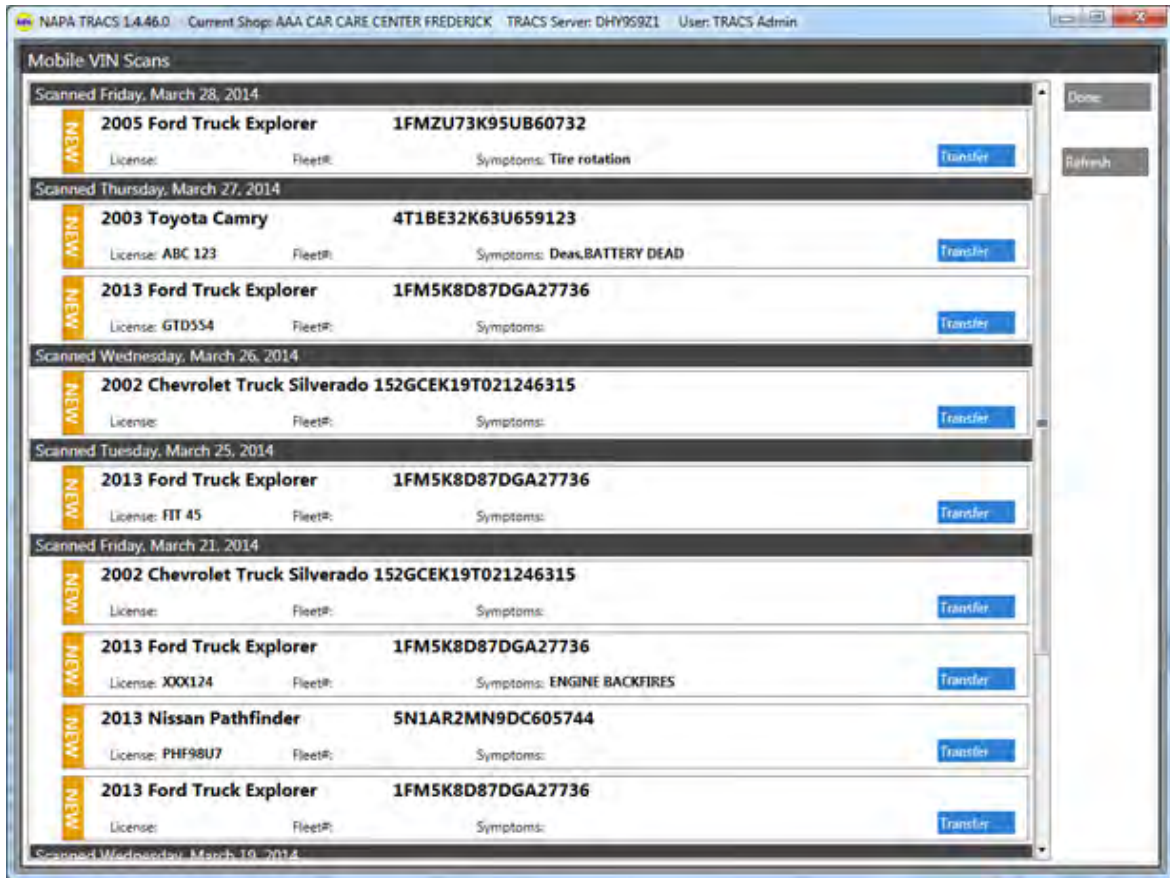 NAPA TRACS 1.4.46.0 Current Shop: AAA CAR CARE CENTER FREDERICK TRACS Server: DHY9S9Z1 User: TRACS Admin
Mobile VIN Scans
Scanned Friday, March 28, 2014
Done
NEW
2005 Ford Truck Explorer 1FMZU73K95UB60732
License: Fleet#: Symptoms: Tire rotation Transfer
Refresh
Scanned Thursday, March 27, 2014
NEW
2003 Toyota Camry 4T1BE32K63U659123
License: ABC 123 Fleet#: Symptoms: Deas,BATTERY DEAD Transfer
NEW
2013 Ford Truck Explorer 1FM5K8D87DGA27736
License: GTD554 Fleet#: Symptoms: Transfer
Scanned Wednesday, March 26, 2014
NEW
2002 Chevrolet Truck Silverado 152GCEK19T021246315
License: Fleet#: Symptoms: Transfer
Scanned Tuesday, March 25, 2014
NEW
2013 Ford Truck Explorer 1FM5K8D87DGA27736
License: FIT 45 Fleet#: Symptoms: Transfer
Scanned Friday, March 21, 2014
NEW
2002 Chevrolet Truck Silverado 152GCEK19T021246315
License: Fleet#: Symptoms: Transfer
NEW
2013 Ford Truck Explorer 1FM5K8D87DGA27736
License: XXX124 Fleet#: Symptoms: ENGINE BACKFIRES Transfer
NEW
2013 Nissan Pathfinder 5N1AR2MN9DC605744
License: PHF98U7 Fleet#: Symptoms: Transfer
NEW
2013 Ford Truck Explorer 1FM5K8D87DGA27736
License: Fleet#: Symptoms: Transfer
Scanned Wednesday, March 19, 2014